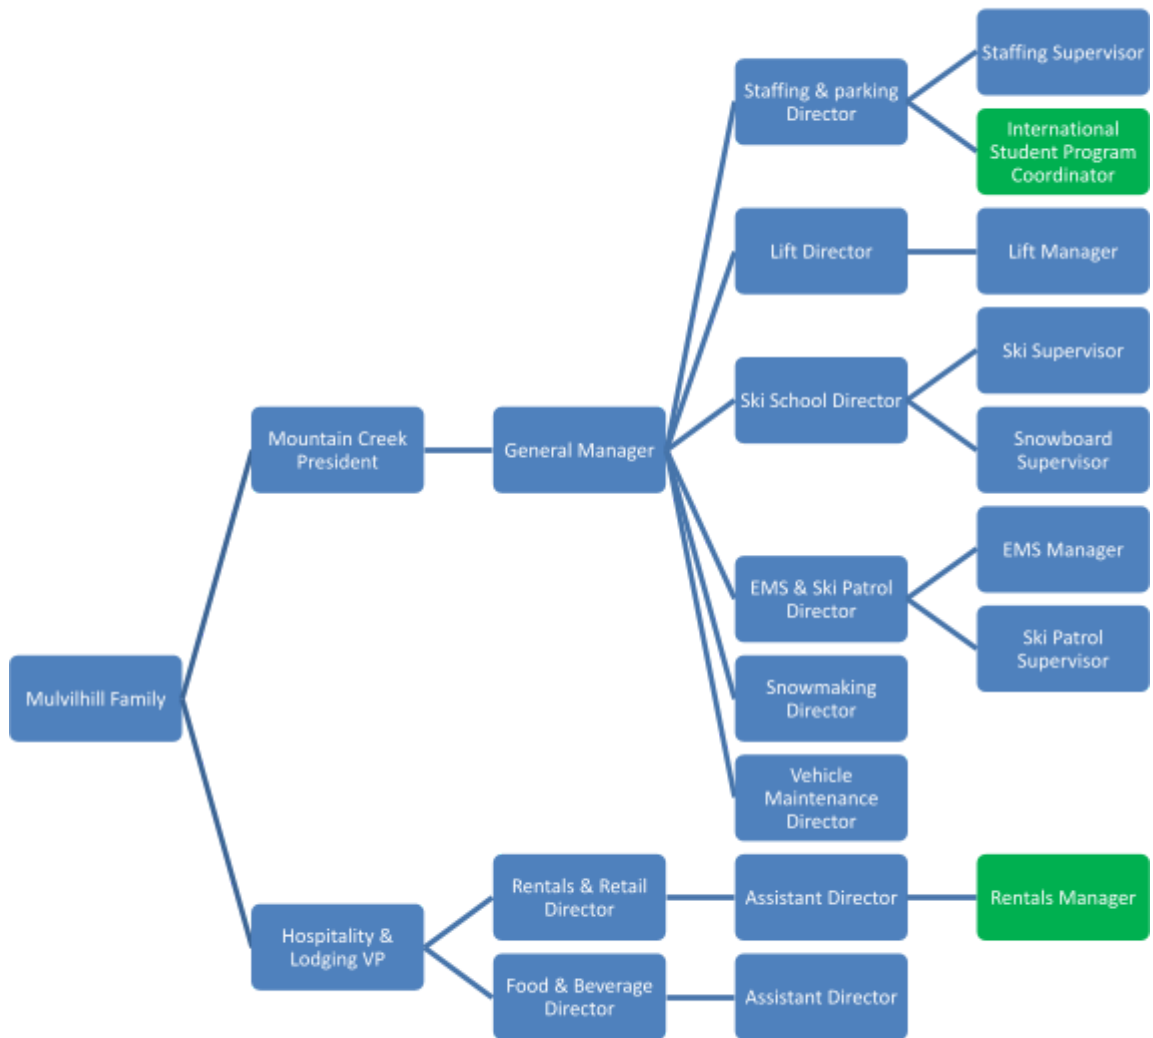 Staffing Supervisor
Staffing & parking
Director
International
Student Program
Coordinator
Lift Director
Lift Manager
Ski Supervisor
Ski School Director
Mountain Creek
President
General Manager
Snowboard
Supervisor
EMS Manager
EMS & Ski Patrol
Director
Ski Patrol
Supervisor
Mulvilhill Family
Snowmaking
Director
Vehicle
Maintenance
Director
Rentals & Retail
Director
Assistant Director
Rentals Manager
Hospitality &
Lodging VP
Food & Beverage
Director
Assistant Director